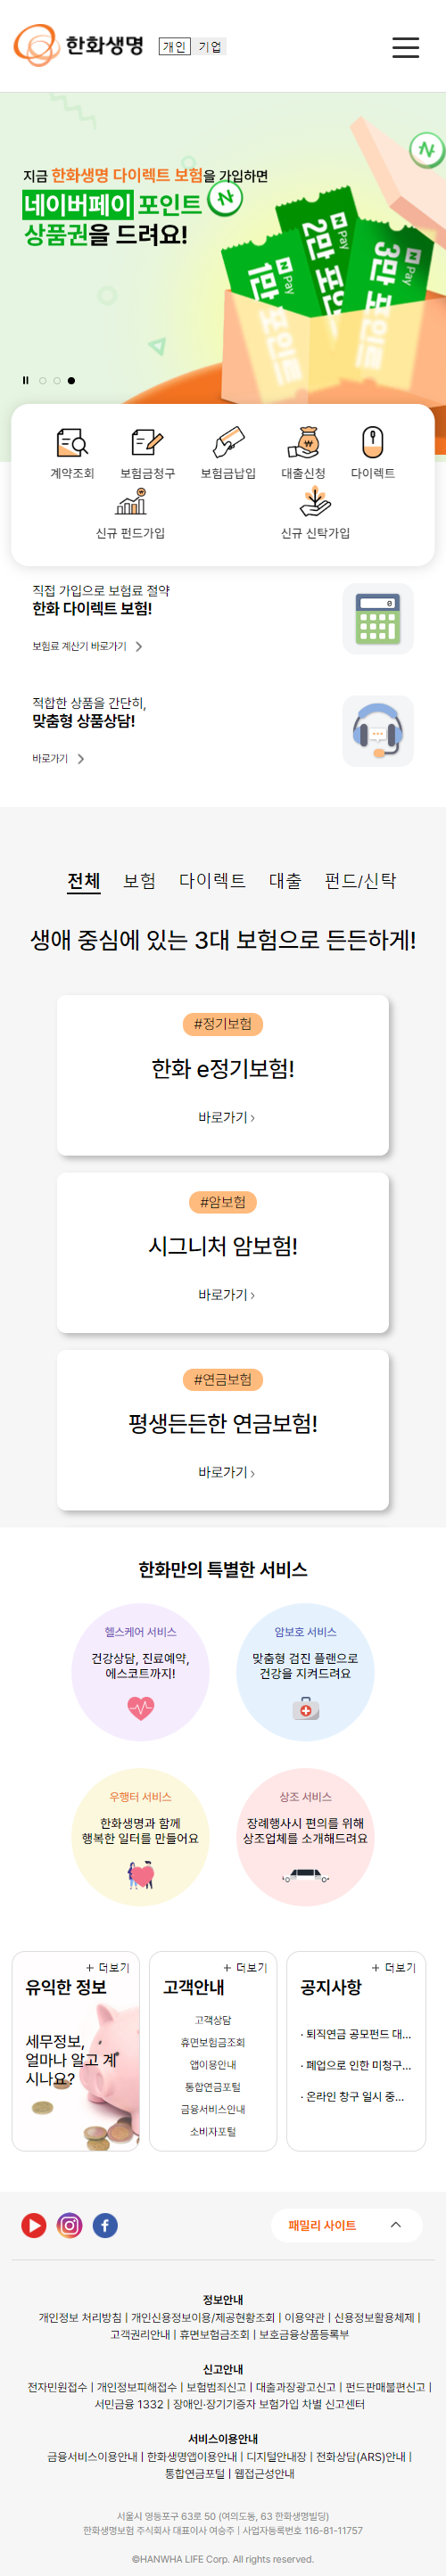 한화생명 개인 기업
지금 한화생명 다이렉트 보험을 가입하면
네이버페이 포인트
상품권을 드려요!
N
N
N Pay
1만 포인트
N Pay
2만 포인트
N Pay
3만 포인트
계약조회 보험금청구 보험금납입 대출신청 다이렉트
신규 펀드가입 신규 신탁가입
직접 가입으로 보험료 절약
한화 다이렉트 보험!
보험료 계산기 바로가기
0
적합한 상품을 간단히,
맞춤형 상품상담!
바로가기
전체 보험 다이렉트 대출 펀드/신탁
생애 중심에 있는 3대 보험으로 든든하게!
#정기보험
한화 e정기보험!
바로가기 ›
#암보험
시그니처 암보험!
바로가기 ›
#연금보험
평생든든한 연금보험!
바로가기 ›
한화만의 특별한 서비스
헬스케어 서비스
건강상담, 진료예약,
에스코트까지!
암보호 서비스
맞춤형 검진 플랜으로
건강을 지켜드려요
우행터 서비스
한화생명과 함께
행복한 일터를 만들어요
상조 서비스
장례행사시 편의를 위해
상조업체를 소개해드려요
+ 더보기
유익한 정보
세무정보,
얼마나 알고 계
시나요?
+ 더보기
고객안내
고객상담
휴면보험금조회
앱이용안내
통합연금포털
금융서비스안내
소비자포털
+ 더보기
공지사항
· 퇴직연금 공모펀드 대...
· 폐업으로 인한 미청구...
· 온라인 창구 일시 중...
패밀리 사이트
정보안내
개인정보 처리방침 | 개인신용정보이용/제공현황조회 | 이용약관 | 신용정보활용체제 |
고객권리안내 | 휴면보험금조회 | 보호금융상품등록부
신고안내
전자민원접수 | 개인정보피해접수 | 보험범죄신고 | 대출과장광고신고 | 펀드판매불편신고 |
서민금융 1332 | 장애인·장기기증자 보험가입 차별 신고센터
서비스이용안내
금융서비스이용안내 | 한화생명앱이용안내 | 디지털안내장 | 전화상담(ARS)안내 |
통합연금포털 | 웹접근성안내
서울시 영등포구 63로 50 (여의도동, 63 한화생명빌딩)
한화생명보험 주식회사 대표이사 여승주 | 사업자등록번호 116-81-11757
©HANWHA LIFE Corp. All rights reserved.